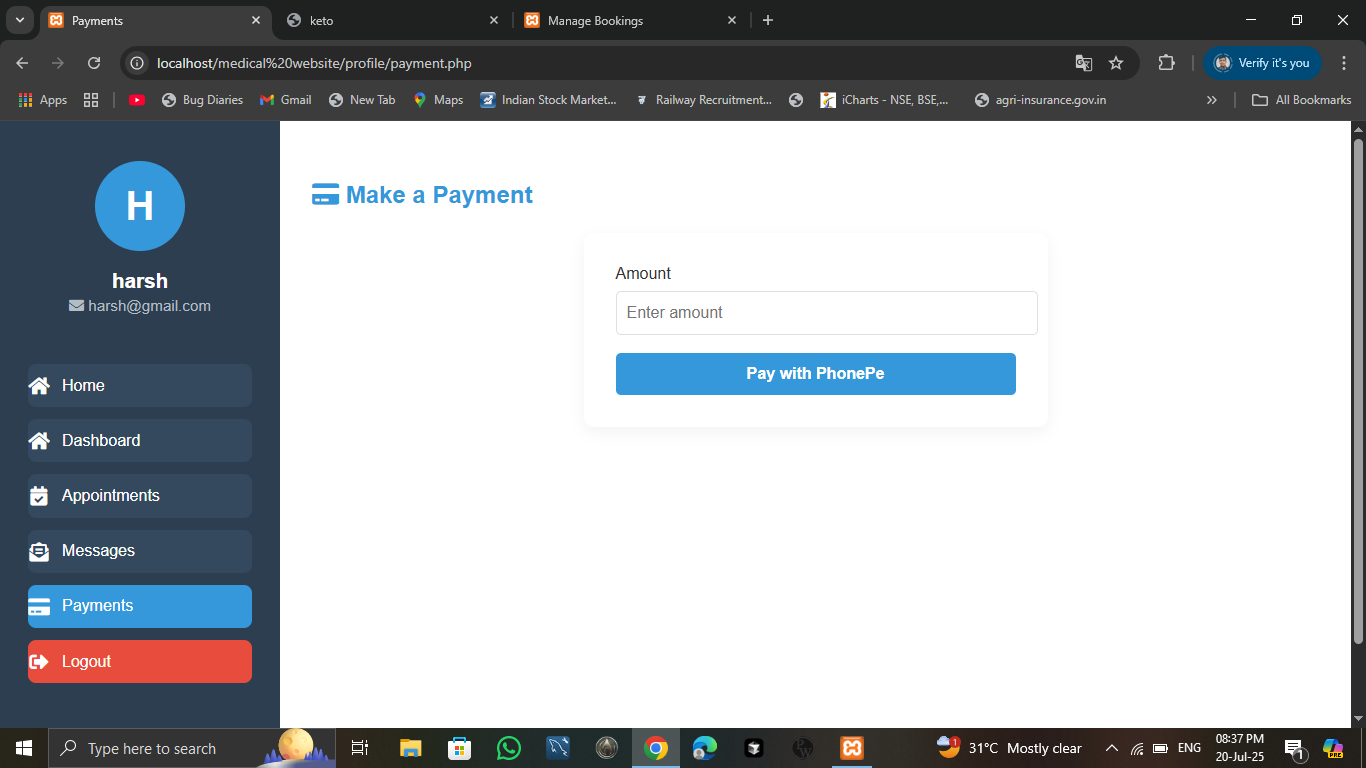 Payments
keto
Manage Bookings
localhost/medical%20website/profile/payment.php
Verify it's you
Apps
Bug Diaries
Gmail
New Tab
Maps
Indian Stock Market...
Railway Recruitment...
iCharts - NSE, BSE,...
agri-insurance.gov.in
All Bookmarks
H
harsh
harsh@gmail.com
Home
Dashboard
Appointments
Messages
Payments
Logout
Make a Payment
Amount
Enter amount
Pay with PhonePe
Type here to search
1
31°C Mostly clear
ENG
08:37 PM
20-Jul-25
1
PRE